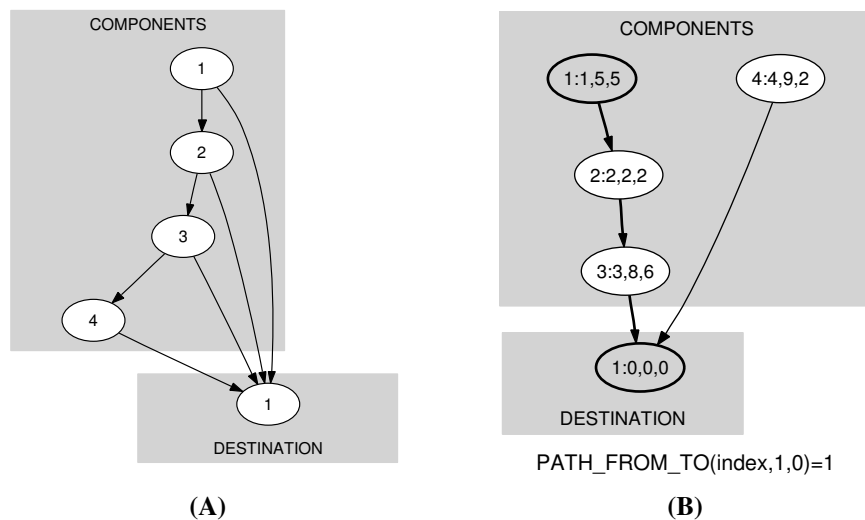 COMPONENTS
1
2
3
4
1
DESTINATION
(A)
COMPONENTS
1:1,5,5
4:4,9,2
2:2,2,2
3:3,8,6
1:0,0,0
DESTINATION
PATH_FROM_TO(index,1,0)=1
(B)